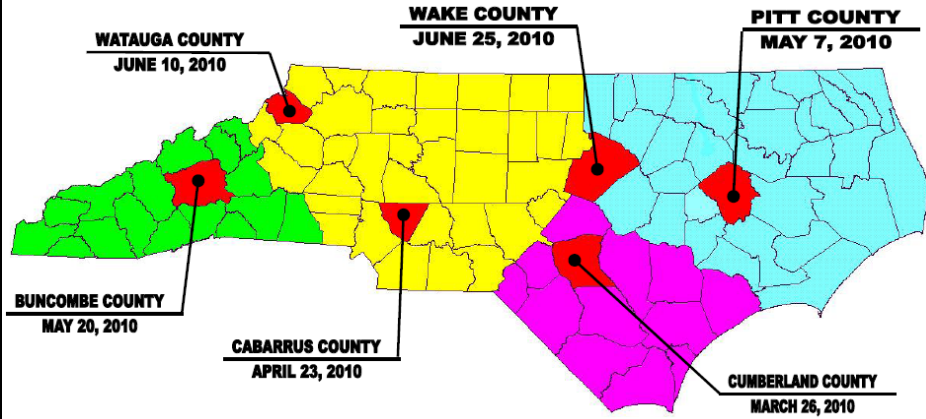 WAKE COUNTY
JUNE 25, 2010
PITT COUNTY
MAY 7, 2010
WATAUGA COUNTY
JUNE 10, 2010
BUNCOMBE COUNTY
MAY 20, 2010
CABARRUS COUNTY
APRIL 23, 2010
CUMBERLAND COUNTY
MARCH 26, 2010